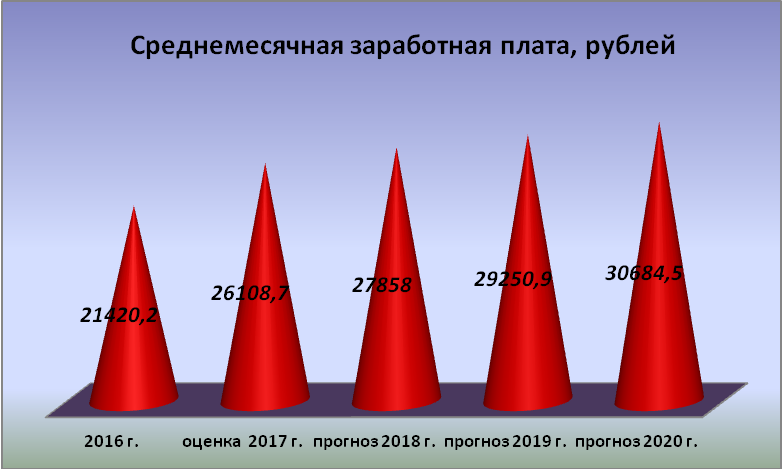 Среднемесячная заработная плата, рублей
21420,2
26108,7
27858
29250,9
30684,5
2016 г.
оценка 2017 г.
прогноз 2018 г.
прогноз 2019 г.
прогноз 2020 г.